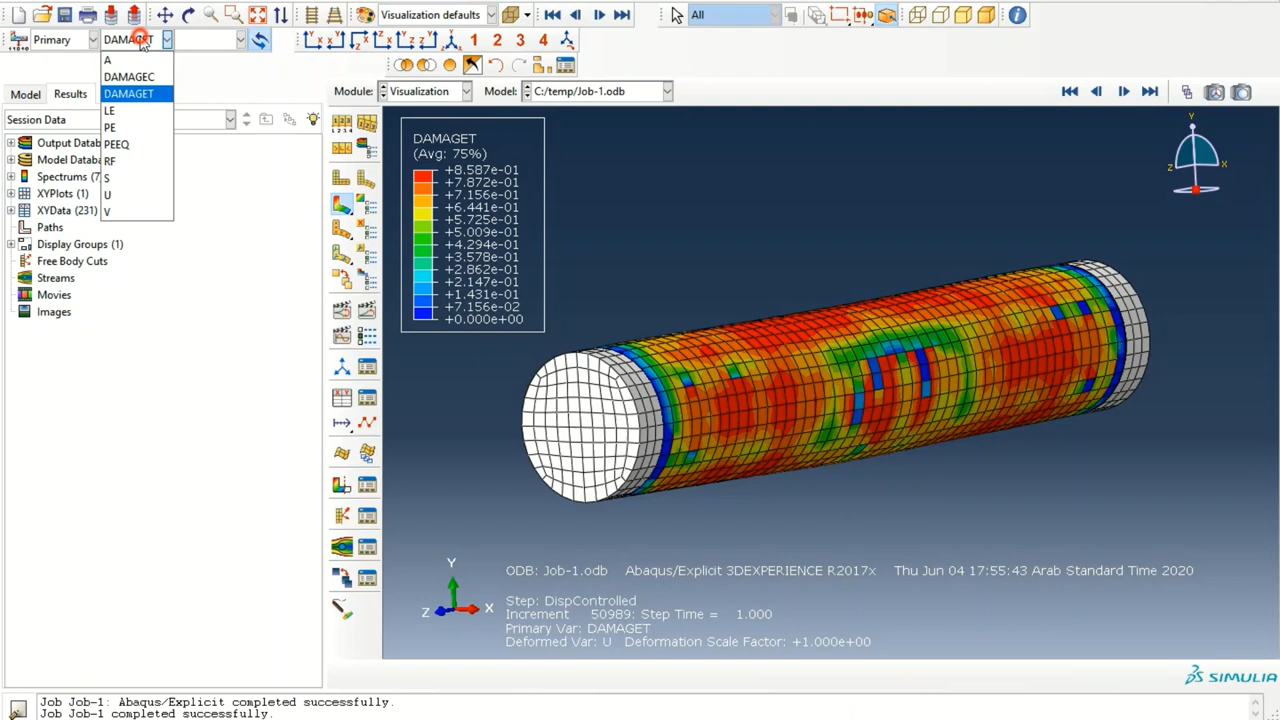 Visualization defaults
All
Primary
DAMAGET
1 2 3 4
A
DAMAGEC
DAMAGET
LE
PE
PEEQ
RF
S
U
V
Model
Results
Module:
Visualization
Model:
C:/temp/Job-1.odb
Session Data
Output Datab
Model Databa
Spectrums (7
XYPlots (1)
XYData (231)
Paths
Display Groups (1)
Free Body Cuts
Streams
Movies
Images
DAMAGET
(Avg: 75%)
+8.587e-01
+7.872e-01
+7.156e-01
+6.441e-01
+5.725e-01
+5.009e-01
+4.294e-01
+3.578e-01
+2.862e-01
+2.147e-01
+1.431e-01
+7.156e-02
+0.000e+00
Y
Z
X
Y
Z
X
ODB: Job-1.odb    Abaqus/Explicit 3DEXPERIENCE R2017x    Thu Jun 04 17:55:43 Arab Standard Time 2020
Step: DispControlled
Increment    50989: Step Time =    1.000
Primary Var: DAMAGET
Deformed Var: U   Deformation Scale Factor: +1.000e+00
SIMULIA
Job Job-1: Abaqus/Explicit completed successfully.
Job Job-1 completed successfully.